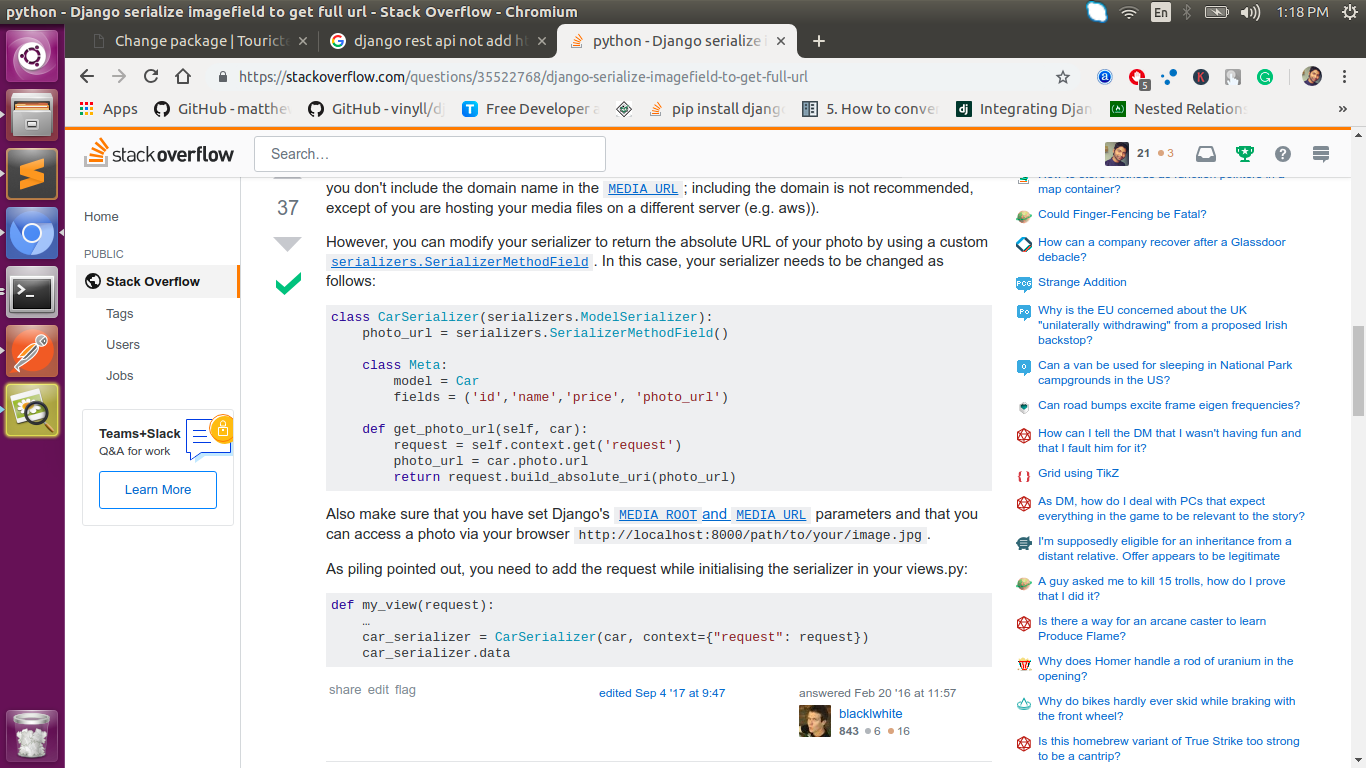 python - Django serialize imagefield to get full url - Stack Overflow - Chromium
En
1:18 PM
Change package | Touricte
django rest api not add ht
python - Django serialize i
https://stackoverflow.com/questions/35522768/django-serialize-imagefield-to-get-full-url
5
Apps
GitHub - matthe
GitHub - vinyll/dj
Free Developer a
pip install djang
5. How to conver
Integrating Djan
Nested Relations
»
stackoverflow
Search…
21 3
Home
PUBLIC
Stack Overflow
Tags
Users
Jobs
Teams+Slack
Q&A for work
Learn More
37
you don't include the domain name in the MEDIA_URL ; including the domain is not recommended,
except of you are hosting your media files on a different server (e.g. aws)).
However, you can modify your serializer to return the absolute URL of your photo by using a custom
serializers.SerializerMethodField . In this case, your serializer needs to be changed as
follows:
class CarSerializer(serializers.ModelSerializer):
    photo_url = serializers.SerializerMethodField()
    class Meta:
        model = Car
        fields = ('id','name','price', 'photo_url')
    def get_photo_url(self, car):
        request = self.context.get('request')
        photo_url = car.photo.url
        return request.build_absolute_uri(photo_url)
Also make sure that you have set Django's MEDIA_ROOT and MEDIA_URL parameters and that you
can access a photo via your browser http://localhost:8000/path/to/your/image.jpg .
As piling pointed out, you need to add the request while initialising the serializer in your views.py:
def my_view(request):
    …
    car_serializer = CarSerializer(car, context={"request": request})
    car_serializer.data
share edit flag
edited Sep 4 '17 at 9:47
answered Feb 20 '16 at 11:57
blacklwhite
843 6 16
How to store methods as function pointers in a
map container?
Could Finger-Fencing be Fatal?
How can a company recover after a Glassdoor
debacle?
Strange Addition
Why is the EU concerned about the UK
"unilaterally withdrawing" from a proposed Irish
backstop?
Can a van be used for sleeping in National Park
campgrounds in the US?
Can road bumps excite frame eigen frequencies?
How can I tell the DM that I wasn't having fun and
that I fault him for it?
Grid using TikZ
As DM, how do I deal with PCs that expect
everything in the game to be relevant to the story?
I'm supposedly eligible for an inheritance from a
distant relative. Offer appears to be legitimate
A guy asked me to kill 15 trolls, how do I prove
that I did it?
Is there a way for an arcane caster to learn
Produce Flame?
Why does Homer handle a rod of uranium in the
opening?
Why do bikes hardly ever skid while braking with
the front wheel?
Is this homebrew variant of True Strike too strong
to be a cantrip?